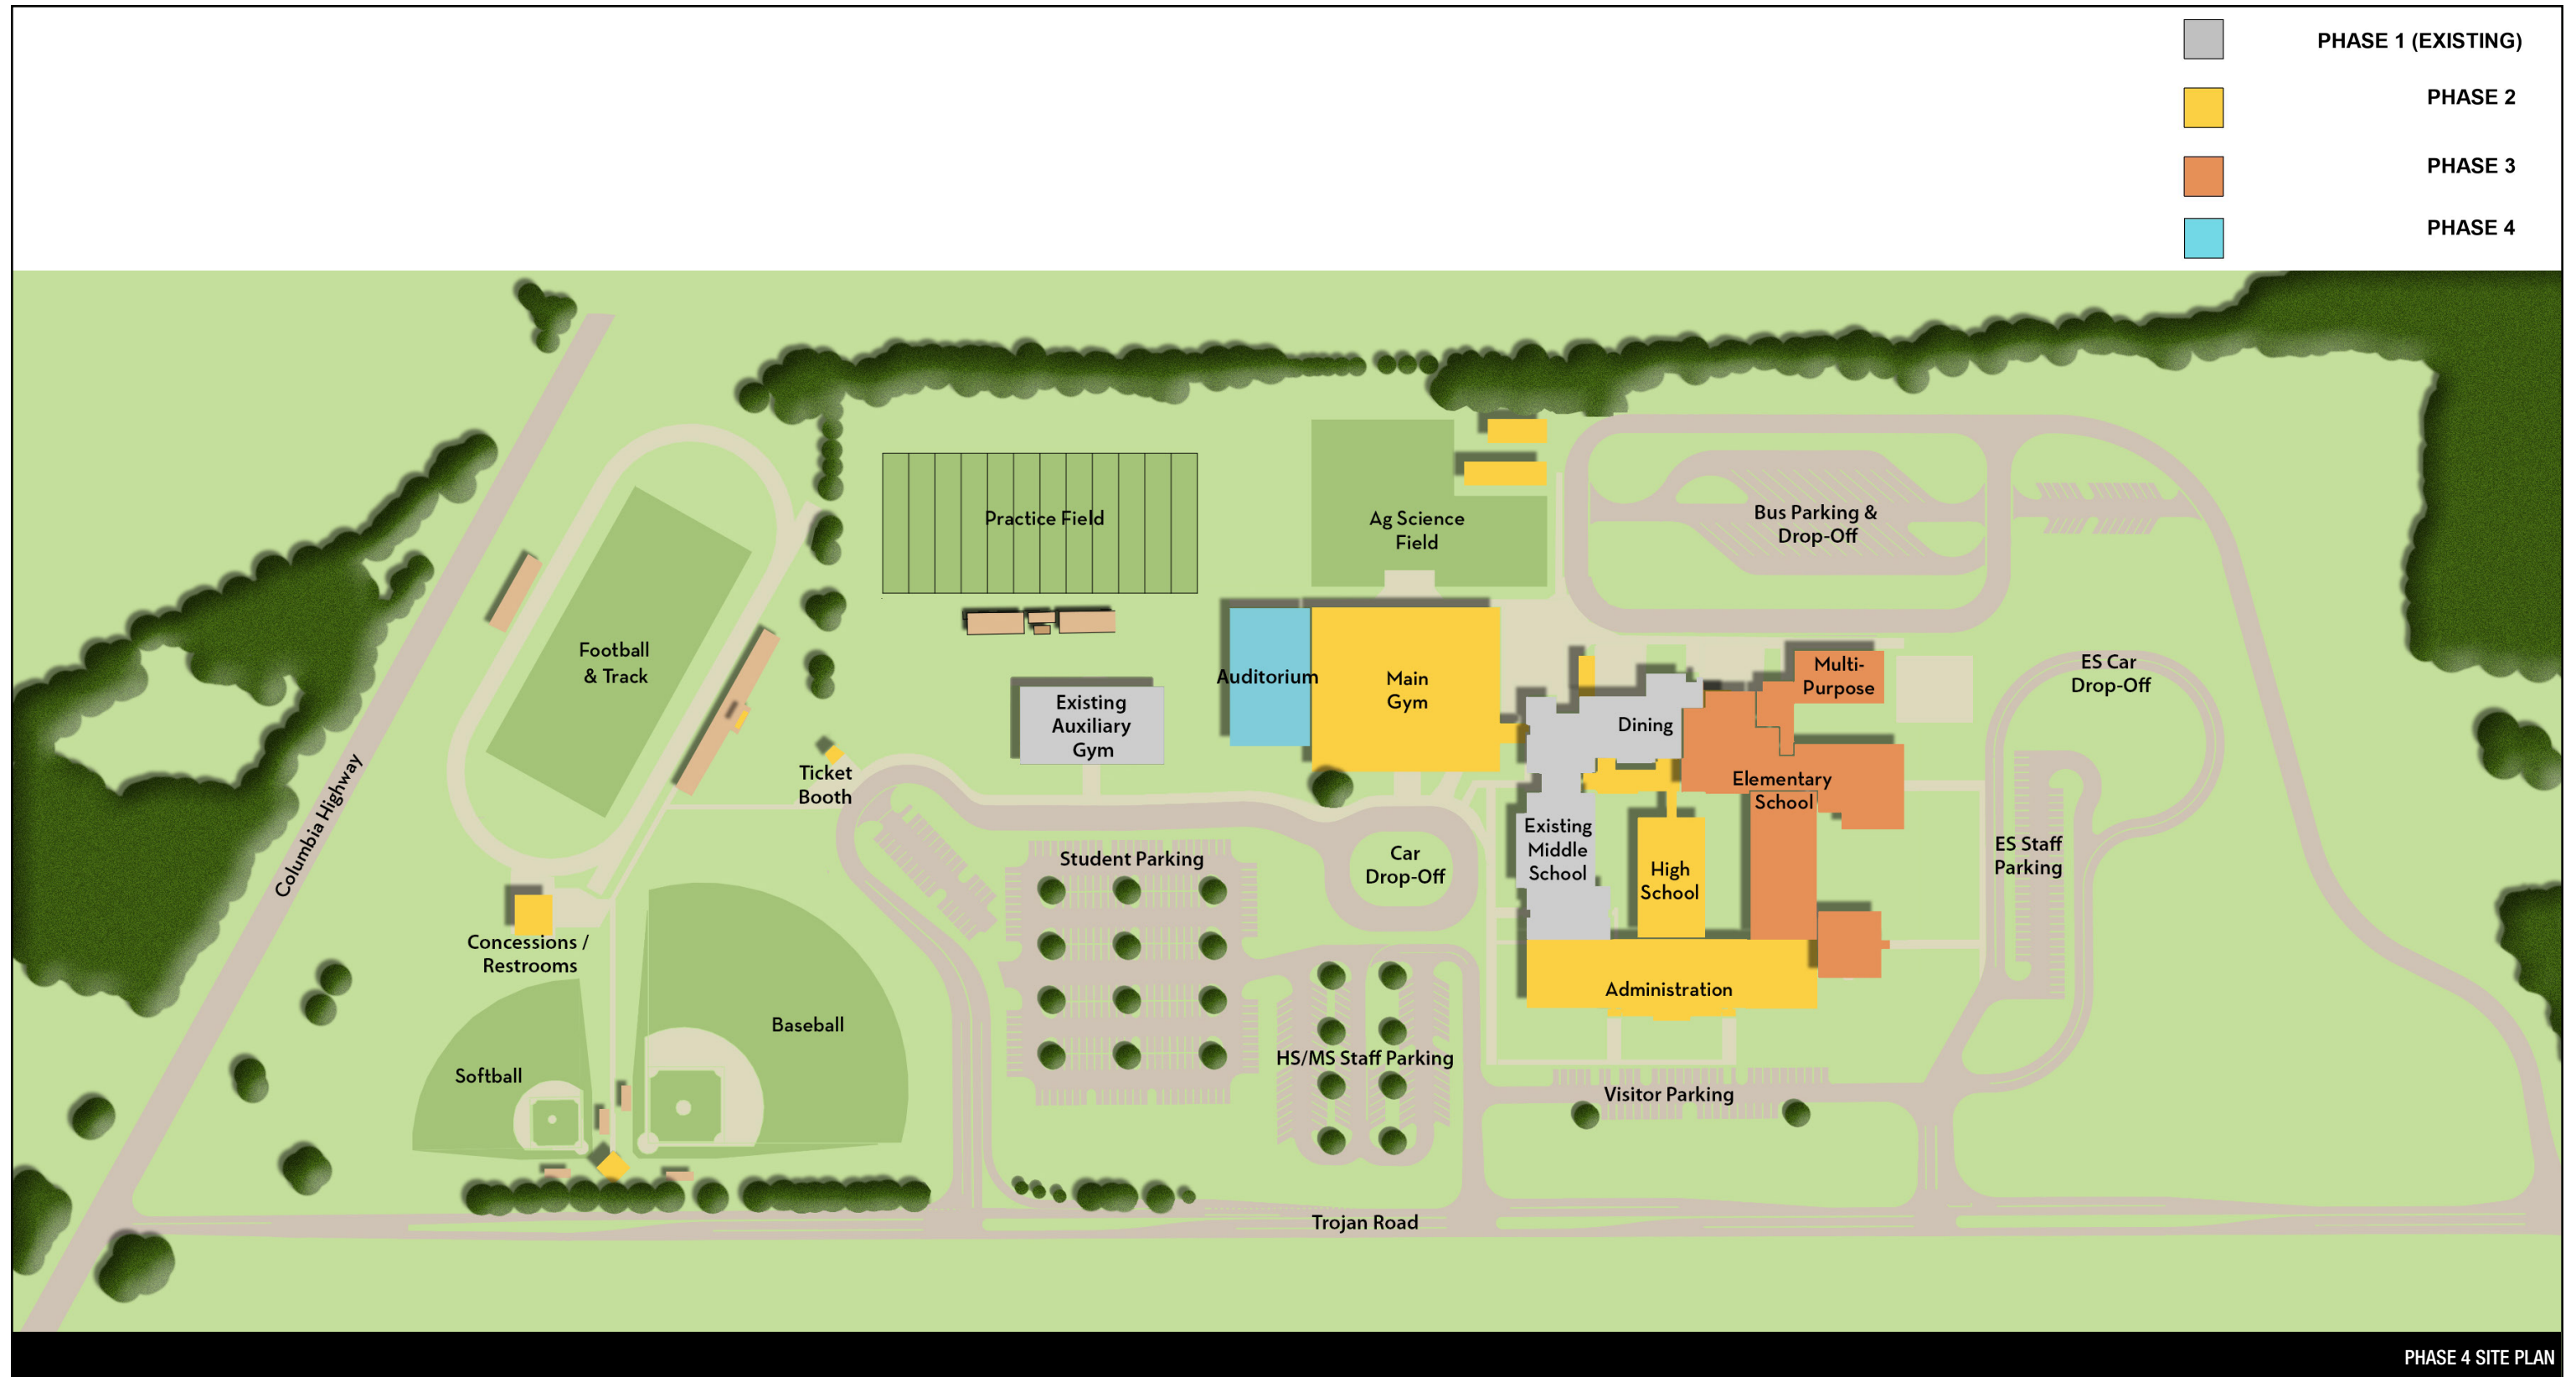 PHASE 1 (EXISTING)
PHASE 2
PHASE 3
PHASE 4
Practice Field
Ag Science
Field
Bus Parking &
Drop-Off
Football
& Track
Auditorium
Main
Gym
Existing
Auxiliary
Gym
Dining
Multi-
Purpose
ES Car
Drop-Off
Ticket
Booth
Elementary
School
Columbia Highway
Student Parking
Car
Drop-Off
Existing
Middle
School
High
School
ES Staff
Parking
Concessions /
Restrooms
Administration
Baseball
Softball
HS/MS Staff Parking
Visitor Parking
Trojan Road
PHASE 4 SITE PLAN